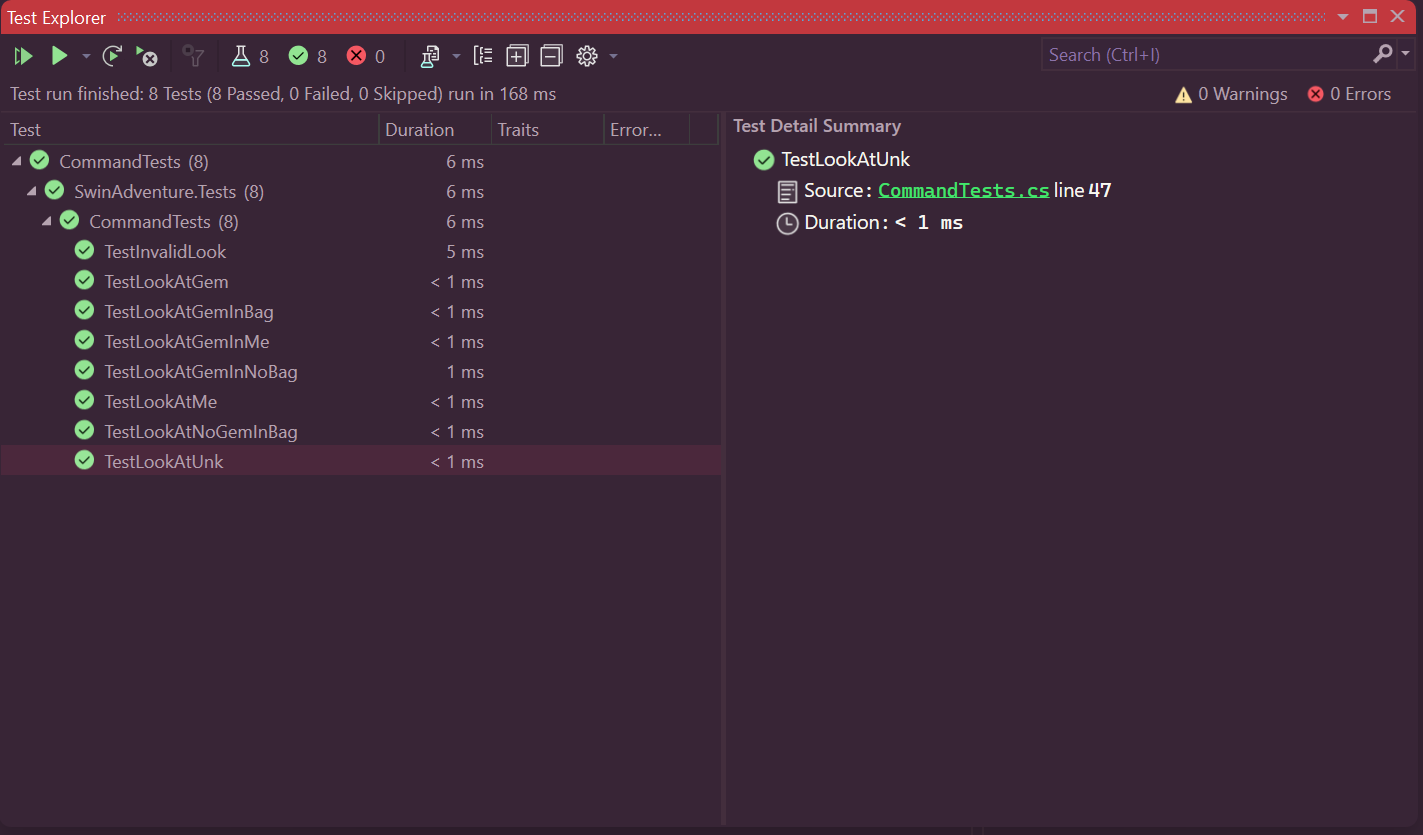 Test Explorer
8 8 0
Search (Ctrl+I)
Test run finished: 8 Tests (8 Passed, 0 Failed, 0 Skipped) run in 168 ms
0 Warnings 0 Errors
Test Duration Traits Error...
CommandTests (8) 6 ms
SwinAdventure.Tests (8) 6 ms
CommandTests (8) 6 ms
TestInvalidLook 5 ms
TestLookAtGem < 1 ms
TestLookAtGemInBag < 1 ms
TestLookAtGemInMe < 1 ms
TestLookAtGemInNoBag 1 ms
TestLookAtMe < 1 ms
TestLookAtNoGemInBag < 1 ms
TestLookAtUnk < 1 ms
Test Detail Summary
TestLookAtUnk
Source: CommandTests.cs line 47
Duration: < 1 ms